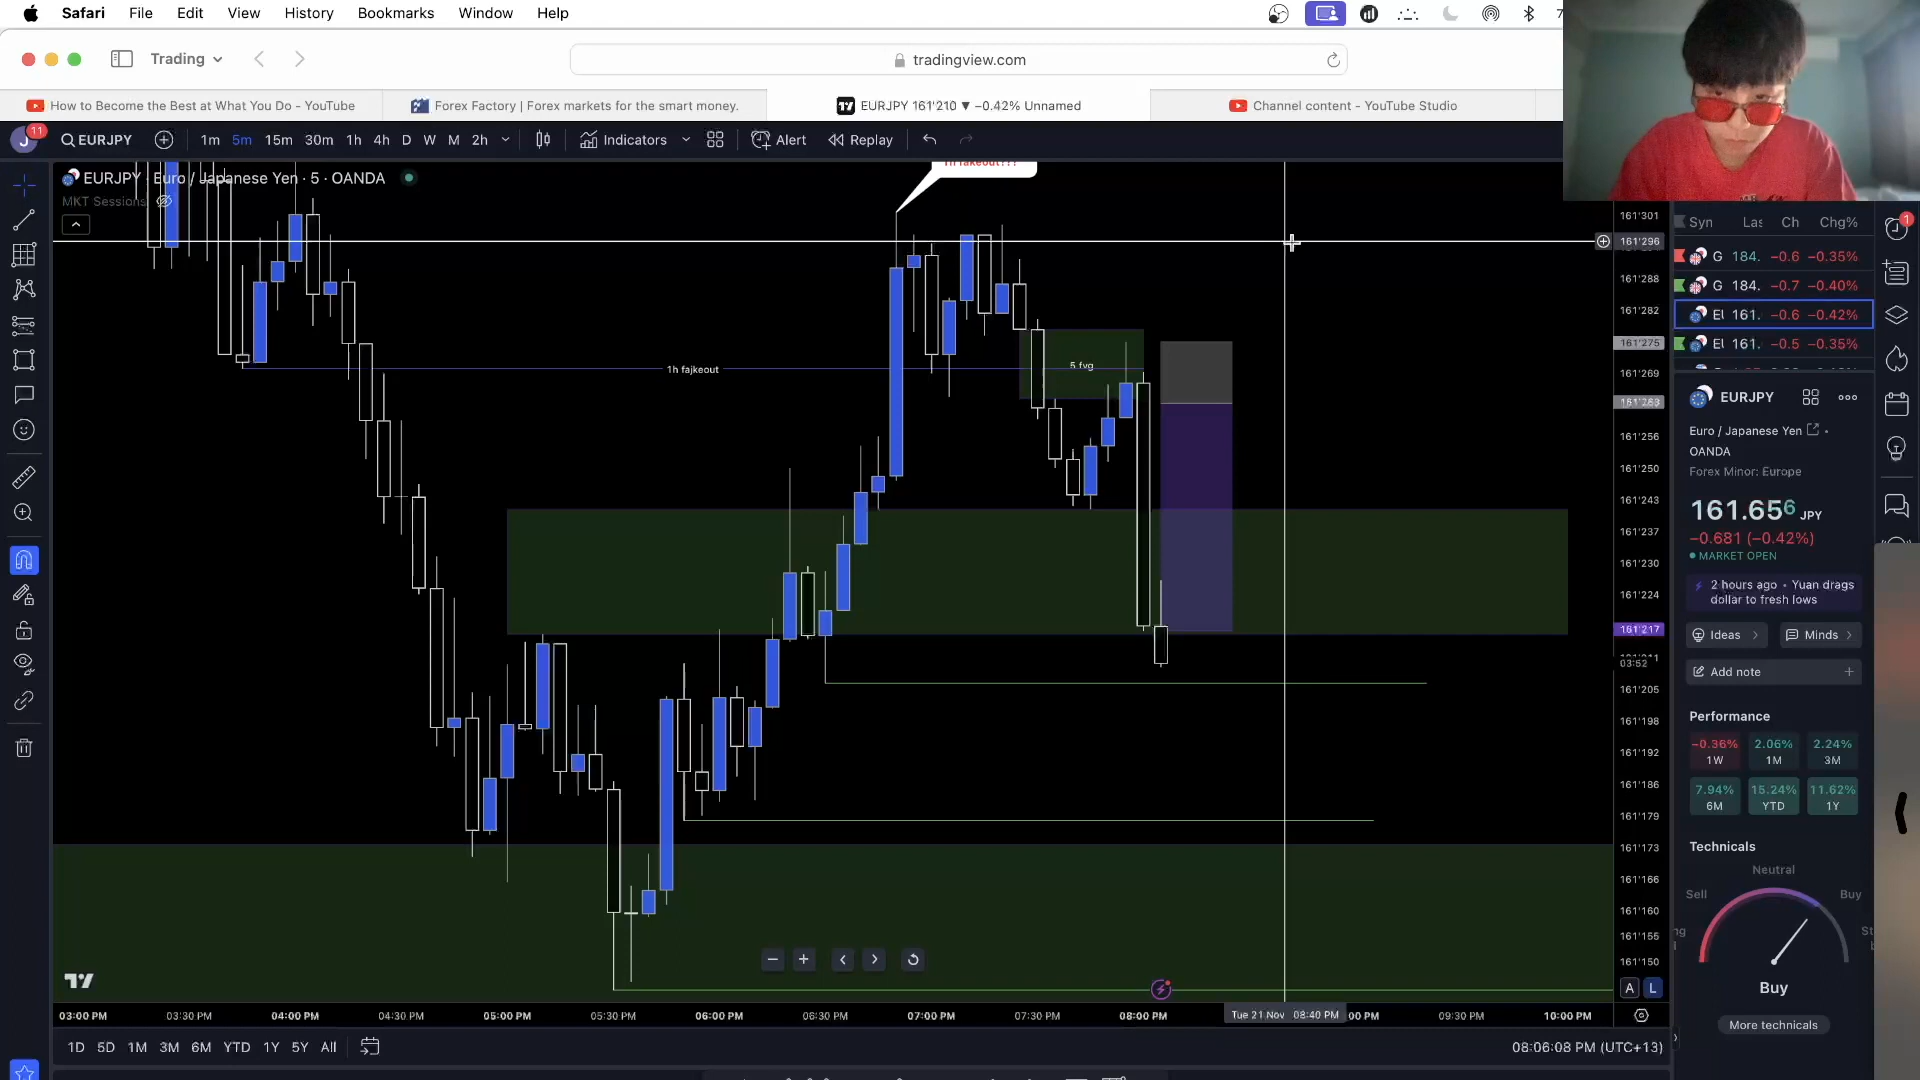 Safari File Edit View History Bookmarks Window Help
Trading
tradingview.com
How to Become the Best at What You Do - YouTube
Forex Factory | Forex markets for the smart money.
EURJPY 161'210 ▼ −0.42% Unnamed
Channel content - YouTube Studio
J 11 EURJPY 1m 5m 15m 30m 1h 4h D W M 2h Indicators Alert Replay
EURJPY · Euro / Japanese Yen · 5 · OANDA
MKT Sessions
1h fajkeout
5 fvg
161'301
161'296
161'288
161'282
161'275
161'269
161'263
161'256
161'250
161'243
161'237
161'230
161'224
161'217
03:52
161'205
161'198
161'192
161'186
161'179
161'173
161'166
161'160
161'155
161'150
A L
03:00 PM 03:30 PM 04:00 PM 04:30 PM 05:00 PM 05:30 PM 06:00 PM 06:30 PM 07:00 PM 07:30 PM 08:00 PM Tue 21 Nov 08:40 PM 09:30 PM 10:00 PM
1D 5D 1M 3M 6M YTD 1Y 5Y All
08:06:08 PM (UTC+13)
Syn Las Ch Chg% 1
G 184. −0.6 −0.35%
G 184. −0.7 −0.40%
EU 161. −0.6 −0.42%
EU 161. −0.5 −0.35%
EURJPY
Euro / Japanese Yen
OANDA
Forex Minor: Europe
161.656 JPY
−0.681 (−0.42%)
MARKET OPEN
2 hours ago • Yuan drags
dollar to fresh lows
Ideas Minds
Add note
Performance
−0.36% 2.06% 2.24%
1W 1M 3M
7.94% 15.24% 11.62%
6M YTD 1Y
Technicals
Neutral
Sell Buy
Buy
More technicals